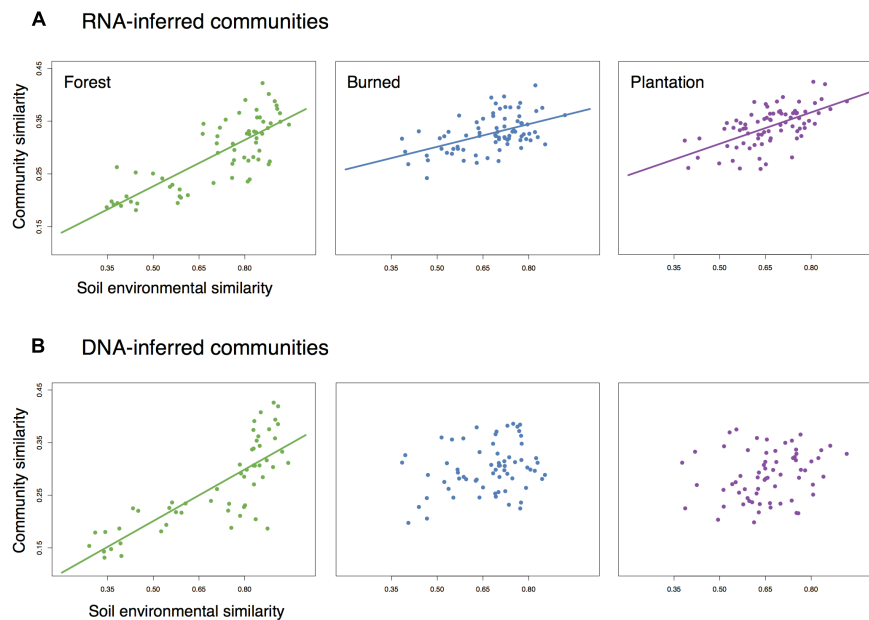 A RNA-inferred communities
Forest
Burned
Plantation
Community similarity
0.45
0.35
0.25
0.15
0.35 0.50 0.65 0.80
0.35 0.50 0.65 0.80
0.35 0.50 0.65 0.80
Soil environmental similarity
B DNA-inferred communities
Community similarity
0.45
0.35
0.25
0.15
0.35 0.50 0.65 0.80
0.35 0.50 0.65 0.80
0.35 0.50 0.65 0.80
Soil environmental similarity